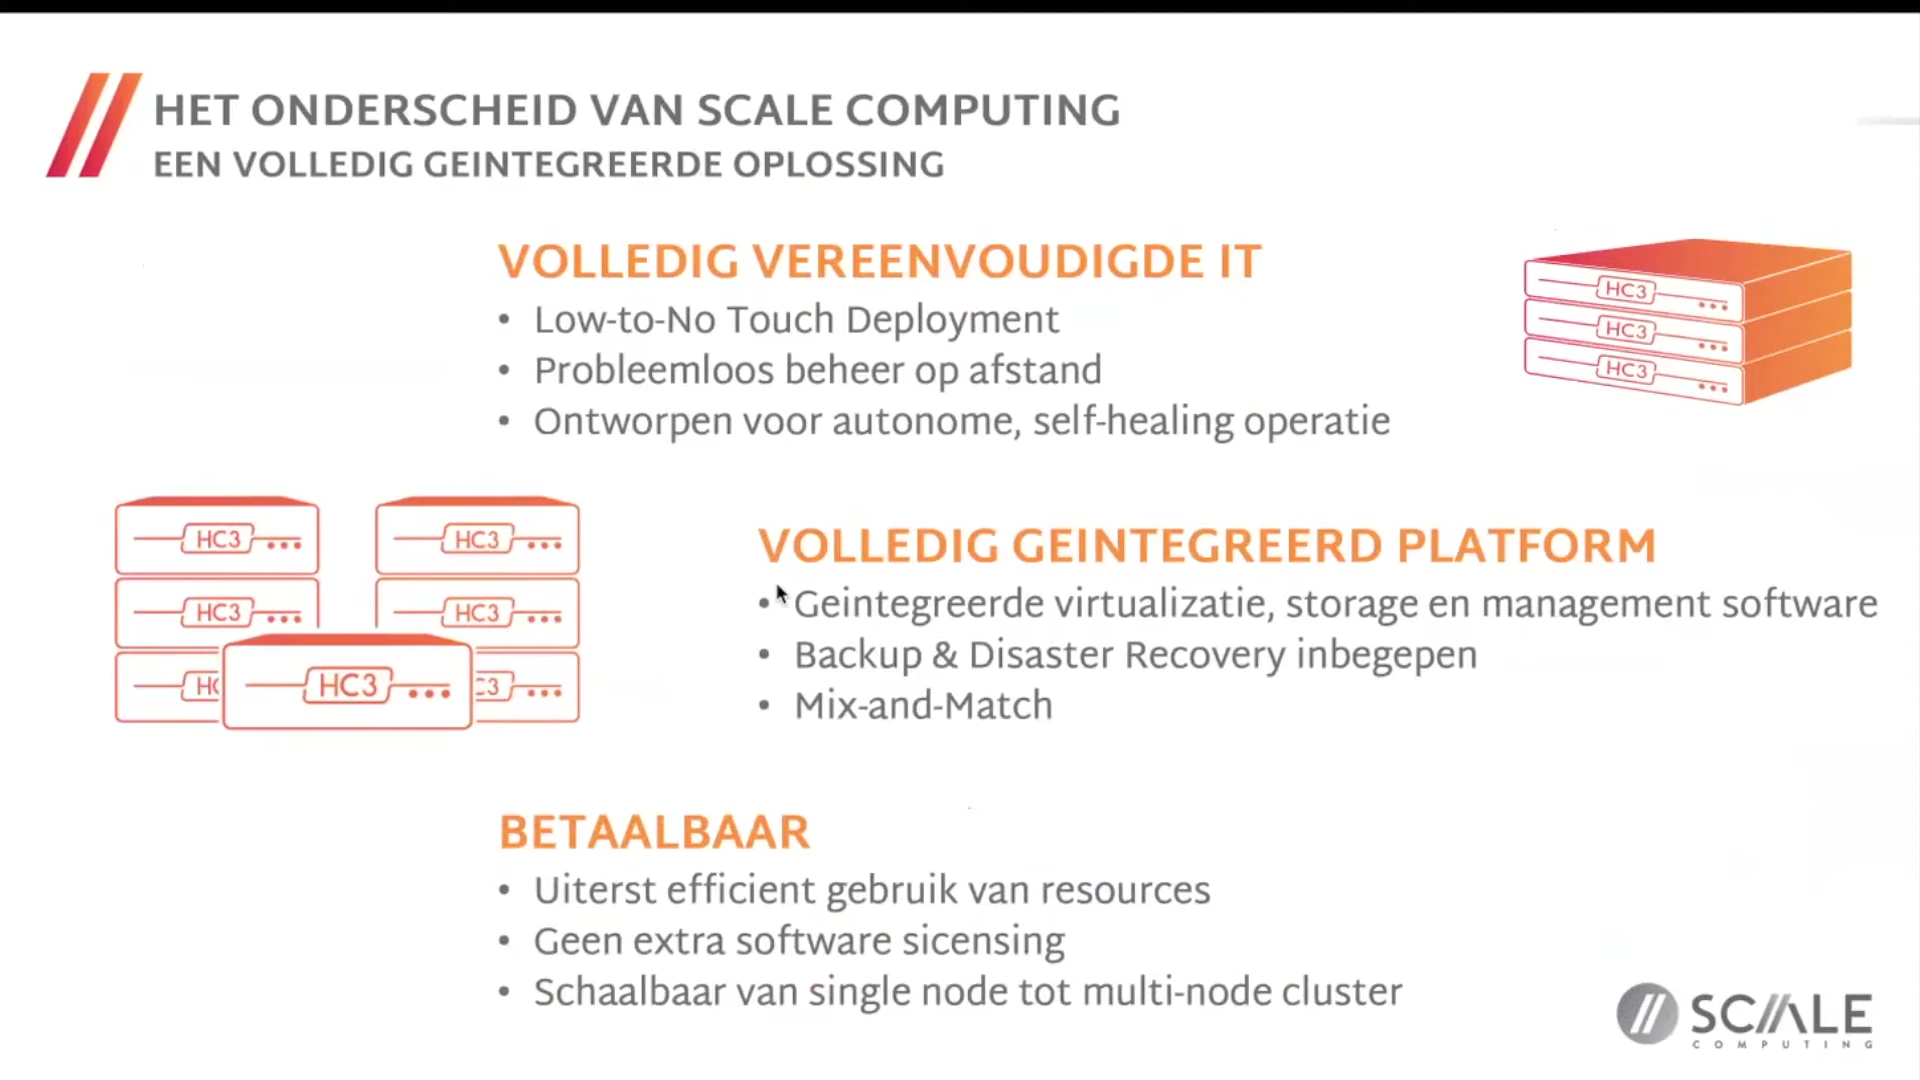 HET ONDERSCHEID VAN SCALE COMPUTING
EEN VOLLEDIG GEINTEGREERDE OPLOSSING
VOLLEDIG VEREENVOUDIGDE IT
• Low-to-No Touch Deployment
• Probleemloos beheer op afstand
• Ontworpen voor autonome, self-healing operatie
HC3
HC3
HC3
HC3
HC3
HC3
HC3
HC
C3
HC3
VOLLEDIG GEINTEGREERD PLATFORM
• Geintegreerde virtualizatie, storage en management software
• Backup & Disaster Recovery inbegepen
• Mix-and-Match
BETAALBAAR
• Uiterst efficient gebruik van resources
• Geen extra software sicensing
• Schaalbaar van single node tot multi-node cluster
SCALE
COMPUTING